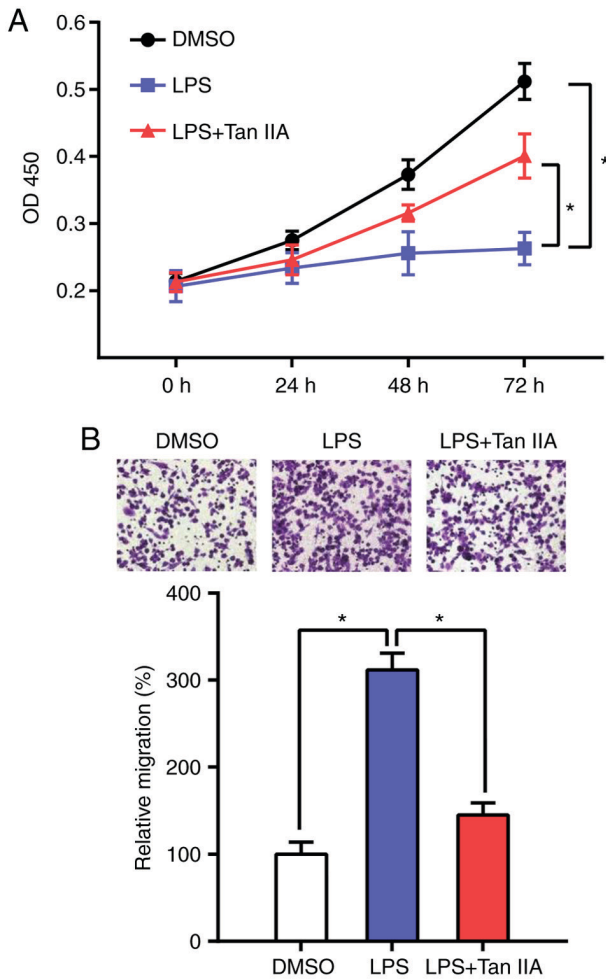 A
0.6
0.5
0.4
0.3
0.2
OD 450
DMSO
LPS
LPS+Tan IIA
*
*
0 h 24 h 48 h 72 h
B
DMSO LPS LPS+Tan IIA
400
300
200
100
0
Relative migration (%)
* *
DMSO LPS LPS+Tan IIA